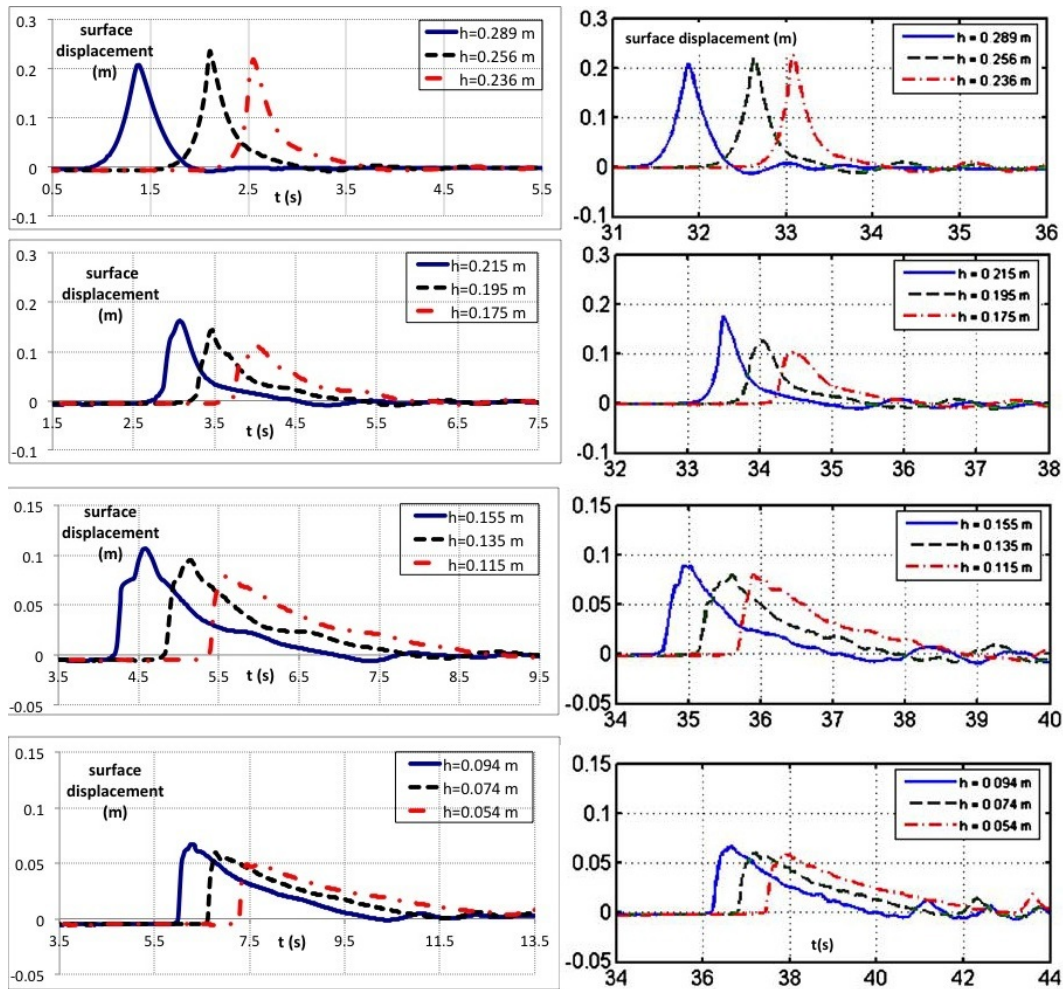 0.3
surface
displacement
(m)
h=0.289 m
h=0.256 m
h=0.236 m
0.2
0.1
0
0.5 1.5 2.5 3.5 4.5 5.5
t (s)
-0.1
0.3
surface displacement (m)
h = 0 289 m
h = 0 256 m
h = 0 236 m
0.2
0.1
0
-0.1
31 32 33 34 35 36
0.3
surface
displacement
(m)
h=0.215 m
h=0.195 m
h=0.175 m
0.2
0.1
0
1.5 2.5 3.5 4.5 5.5 6.5 7.5
t (s)
-0.1
0.3
h = 0 215 m
h = 0 195 m
h = 0 175 m
0.2
0.1
0
-0.1
32 33 34 35 36 37 38
0.15
surface
displacement
(m)
h=0.155 m
h=0.135 m
h=0.115 m
0.1
0.05
0
3.5 4.5 5.5 6.5 7.5 8.5 9.5
t (s)
-0.05
0.15
h = 0 155 m
h = 0 135 m
h = 0 115 m
0.1
0.05
0
-0.05
34 35 36 37 38 39 40
0.15
surface
displacement
(m)
h=0.094 m
h=0.074 m
h=0.054 m
0.1
0.05
0
3.5 5.5 7.5 9.5 11.5 13.5
t (s)
-0.05
0.15
h = 0 094 m
h = 0 074 m
h = 0 054 m
0.1
0.05
0
t(s)
-0.05
34 36 38 40 42 44